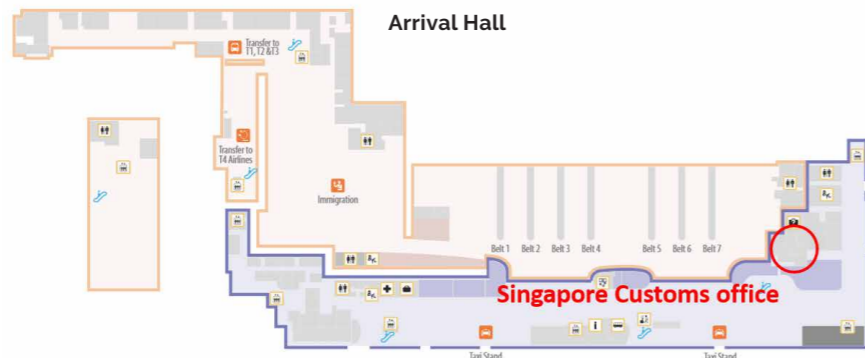 Arrival Hall
Transfer to
T1, T2 &T3
Transfer to
T4 Airlines
Immigration
Belt 1
Belt 2
Belt 3
Belt 4
Belt 5
Belt 6
Belt 7
Singapore Customs office
Taxi Stand
Taxi Stand